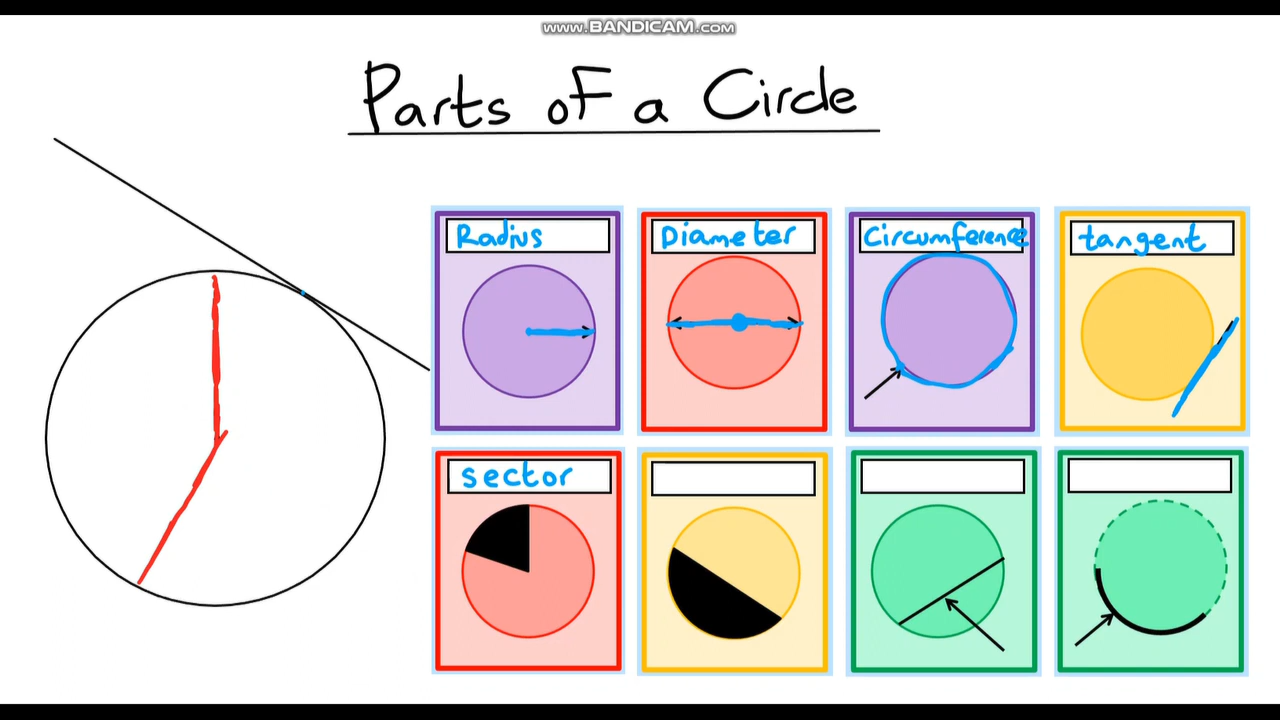 www.BANDICAM.com
Parts of a Circle
Radius
Diameter
Circumference
tangent
sector